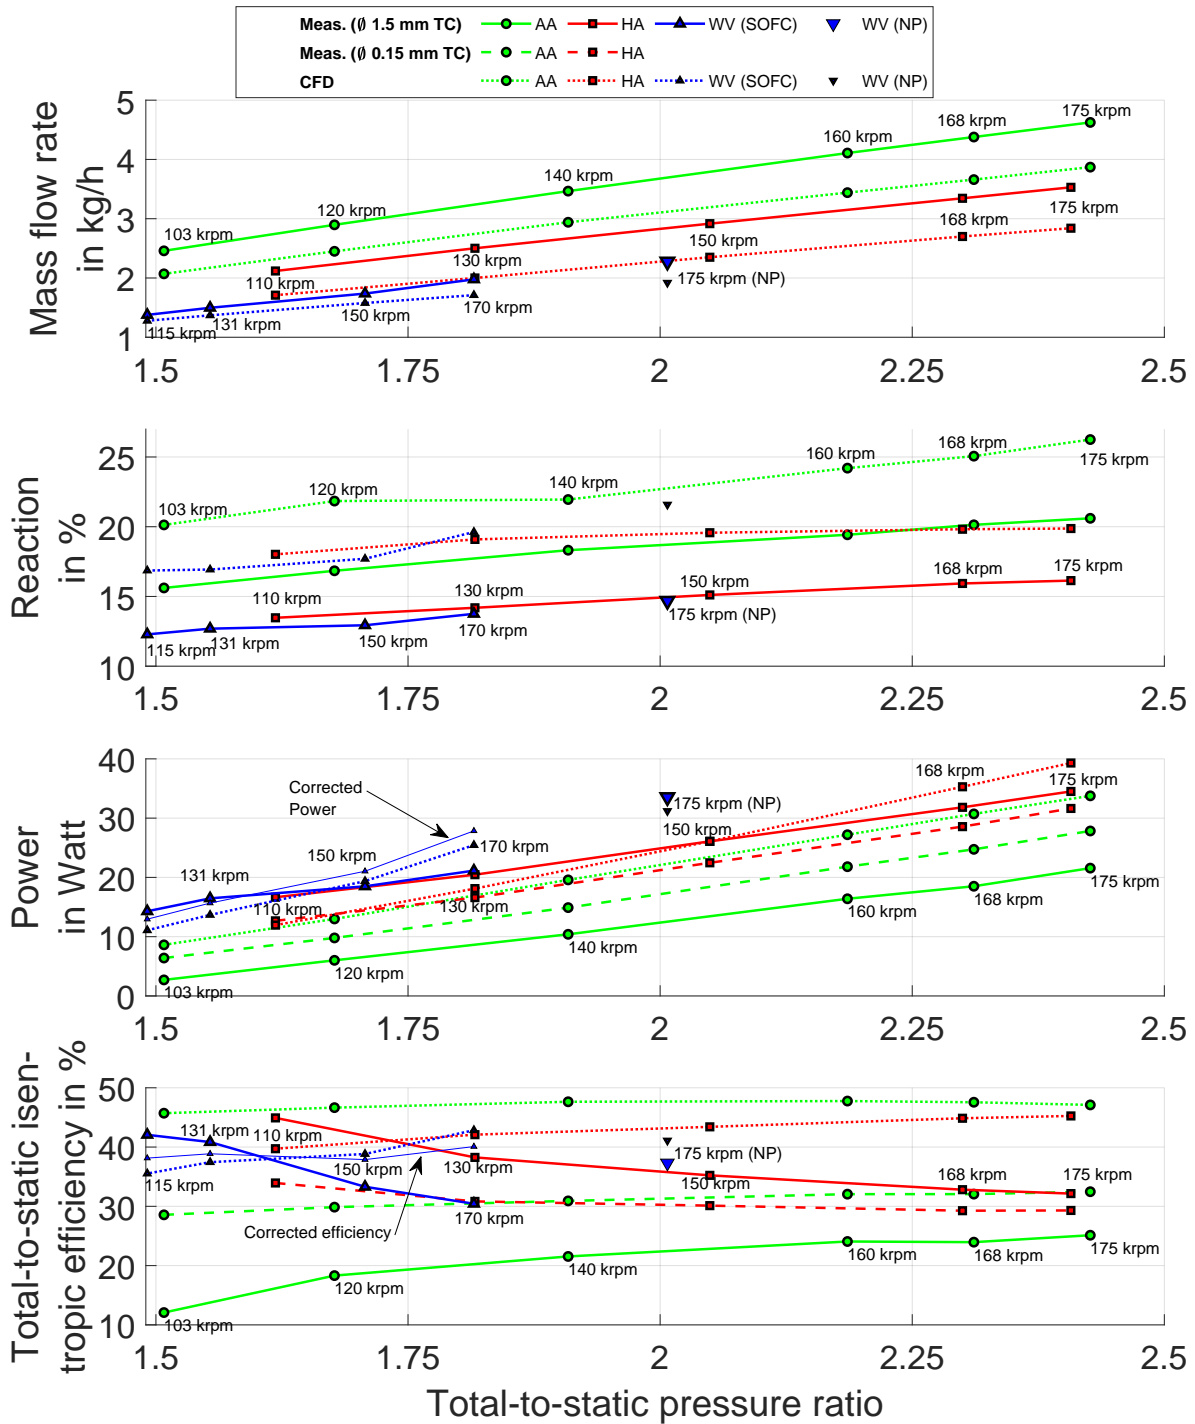 Meas. (∅ 1.5 mm TC) AA HA WV (SOFC) WV (NP)
Meas. (∅ 0.15 mm TC) AA HA
CFD AA HA WV (SOFC) WV (NP)
Mass flow rate
in kg/h
5
4
3
2
1
103 krpm
120 krpm
140 krpm
160 krpm
168 krpm
175 krpm
110 krpm
130 krpm
150 krpm
168 krpm
175 krpm
115 krpm
131 krpm
150 krpm
170 krpm
175 krpm (NP)
1.5 1.75 2 2.25 2.5
Reaction
in %
25
20
15
10
103 krpm
120 krpm
140 krpm
160 krpm
168 krpm
175 krpm
110 krpm
130 krpm
150 krpm
168 krpm
175 krpm
115 krpm
131 krpm
150 krpm
170 krpm
175 krpm (NP)
1.5 1.75 2 2.25 2.5
Power
in Watt
40
30
20
10
0
Corrected
Power
131 krpm
150 krpm
170 krpm
110 krpm
130 krpm
150 krpm
168 krpm
175 krpm
175 krpm (NP)
103 krpm
120 krpm
140 krpm
160 krpm
168 krpm
175 krpm
1.5 1.75 2 2.25 2.5
Total-to-static isen-
tropic efficiency in %
50
40
30
20
10
115 krpm
131 krpm
150 krpm
170 krpm
110 krpm
130 krpm
150 krpm
168 krpm
175 krpm
175 krpm (NP)
Corrected efficiency
103 krpm
120 krpm
140 krpm
160 krpm
168 krpm
175 krpm
1.5 1.75 2 2.25 2.5
Total-to-static pressure ratio